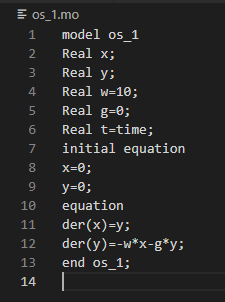 os_1.mo
1 model os_1
2 Real x;
3 Real y;
4 Real w=10;
5 Real g=0;
6 Real t=time;
7 initial equation
8 x=0;
9 y=0;
10 equation
11 der(x)=y;
12 der(y)=-w*x-g*y;
13 end os_1;
14